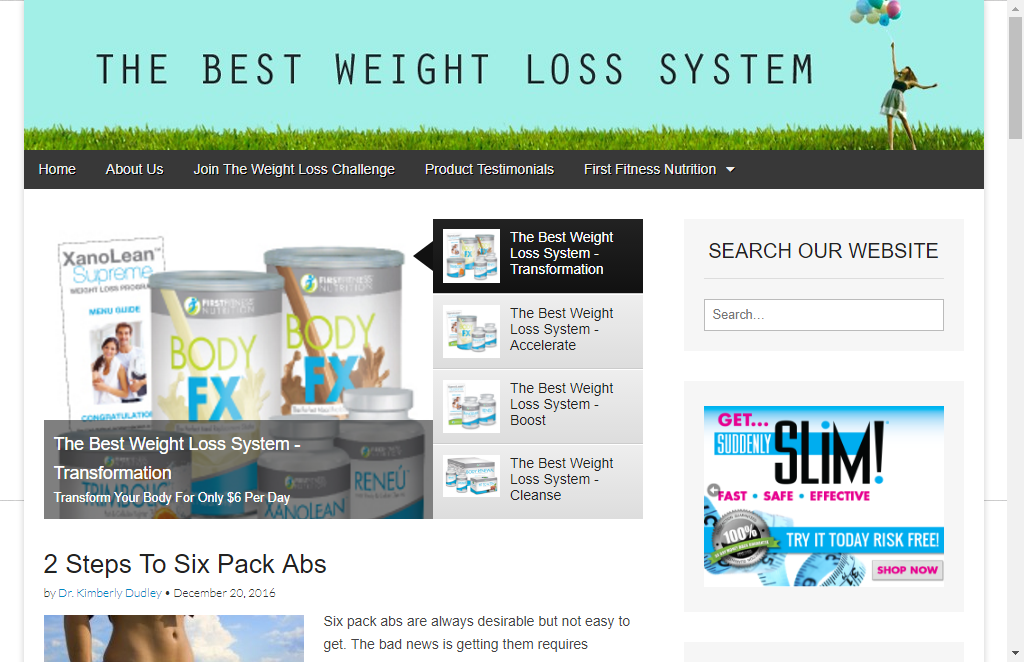 THE BEST WEIGHT LOSS SYSTEM
Home About Us Join The Weight Loss Challenge Product Testimonials First Fitness Nutrition
XanoLean
Supreme
WEIGHT LOSS PROGRAM
MENU GUIDE
CONGRATULATIONS
FIRSTFITNESS
NUTRITION
BODY
FX
FIRSTFITNESS
NUTRITION
BODY
FX
TRIMBOLIC
XANOLEAN
RENEÚ
The Best Weight Loss System -
Transformation
Transform Your Body For Only $6 Per Day
The Best Weight
Loss System -
Transformation
The Best Weight
Loss System -
Accelerate
The Best Weight
Loss System -
Boost
The Best Weight
Loss System -
Cleanse
SEARCH OUR WEBSITE
Search…
GET...
SUDDENLY
SLiM!
FAST • SAFE • EFFECTIVE
100%
TRY IT TODAY RISK FREE!
SHOP NOW
2 Steps To Six Pack Abs
by Dr. Kimberly Dudley • December 20, 2016
Six pack abs are always desirable but not easy to
get. The bad news is getting them requires